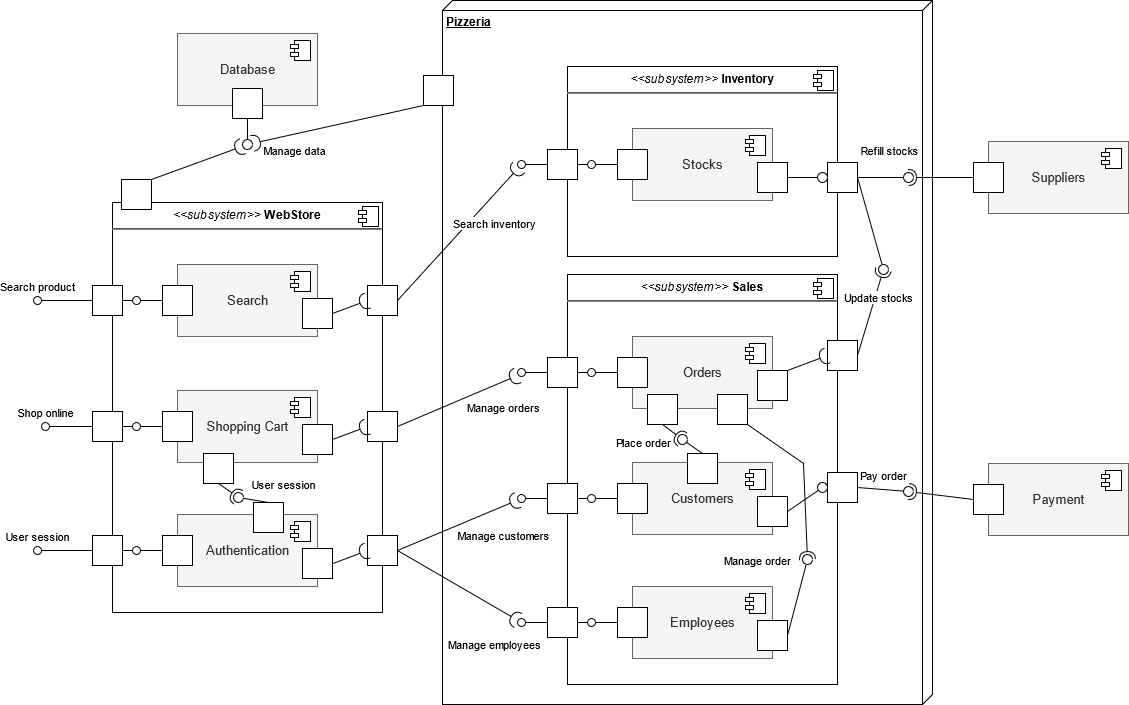 Pizzeria
Database
<<subsystem>> Inventory
Manage data
Refill stocks
Stocks
Suppliers
<<subsystem>> WebStore
Search inventory
Search product
Search
<<subsystem>> Sales
Update stocks
Orders
Shop online
Manage orders
Shopping Cart
Place order
User session
Pay order
Customers
Payment
User session
Manage customers
Authentication
Manage order
Employees
Manage employees